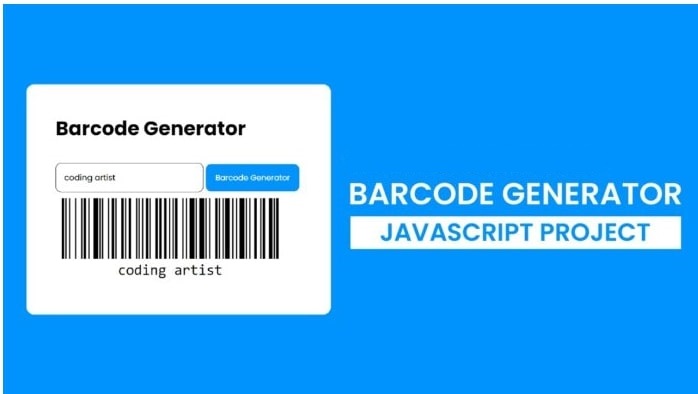 Barcode Generator
coding artist
Barcode Generator
coding artist
BARCODE GENERATOR
JAVASCRIPT PROJECT